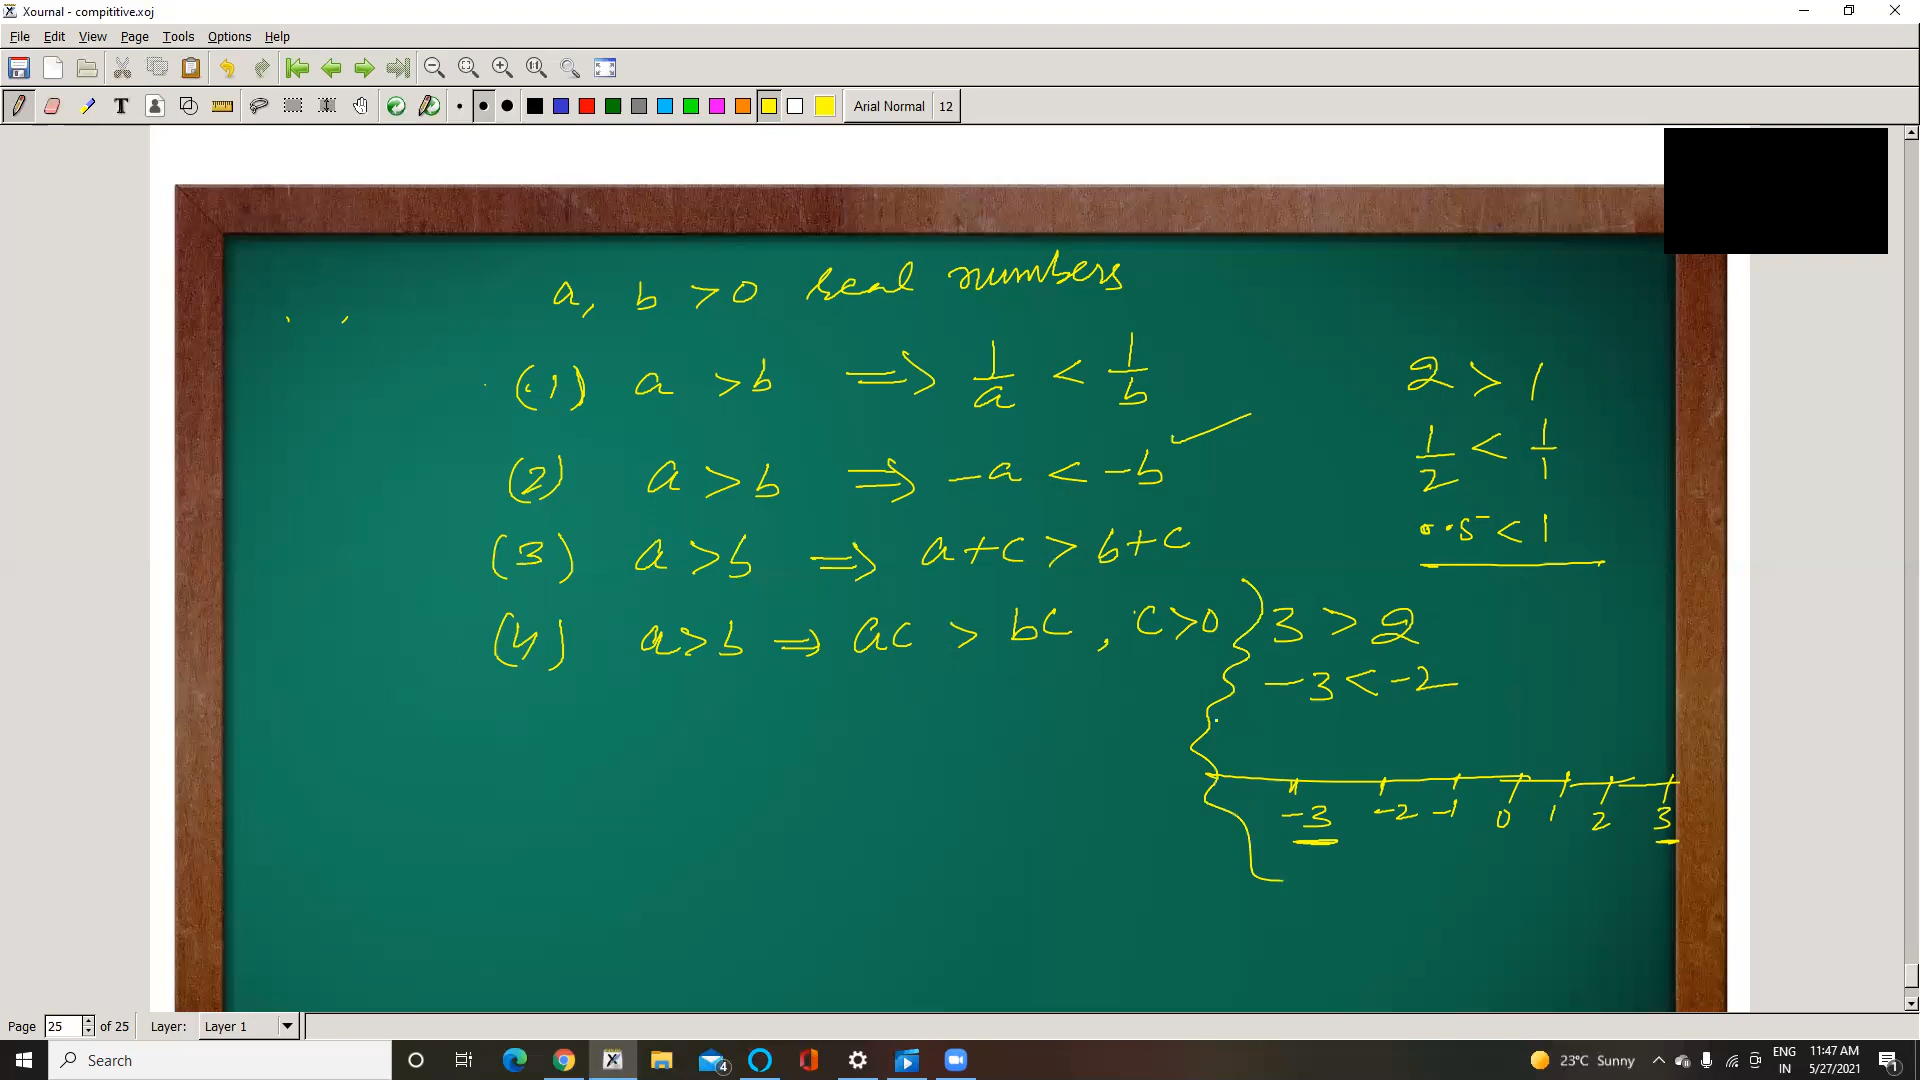 Xournal - compititive.xoj
File Edit View Page Tools Options Help
Arial Normal 12
a, b > 0 real numbers
(1) a > b ⟹ 1/a < 1/b
(2) a > b ⟹ -a < -b ✓
(3) a > b ⟹ a+c > b+c
(4) a > b ⟹ ac > bc, c > 0
2 > 1
1/2 < 1/1
0.5 < 1
3 > 2
-3 < -2
-3 -2 -1 0 1 2 3
Page 25 of 25 Layer: Layer 1
Search
4
23°C Sunny
ENG
IN
11:47 AM
5/27/2021
1